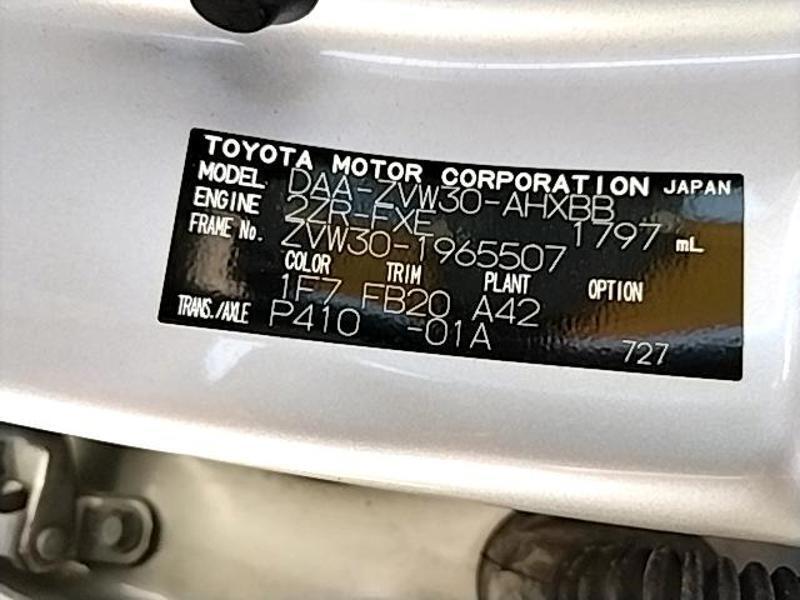 TOYOTA MOTOR CORPORATION JAPAN
MODEL DAA-ZVW30-AHXBB
ENGINE 2ZR-FXE 1797 mL
FRAME No. ZVW30-1965507
COLOR TRIM PLANT OPTION
1F7 FB20 A42
TRANS./AXLE P410 -01A 727